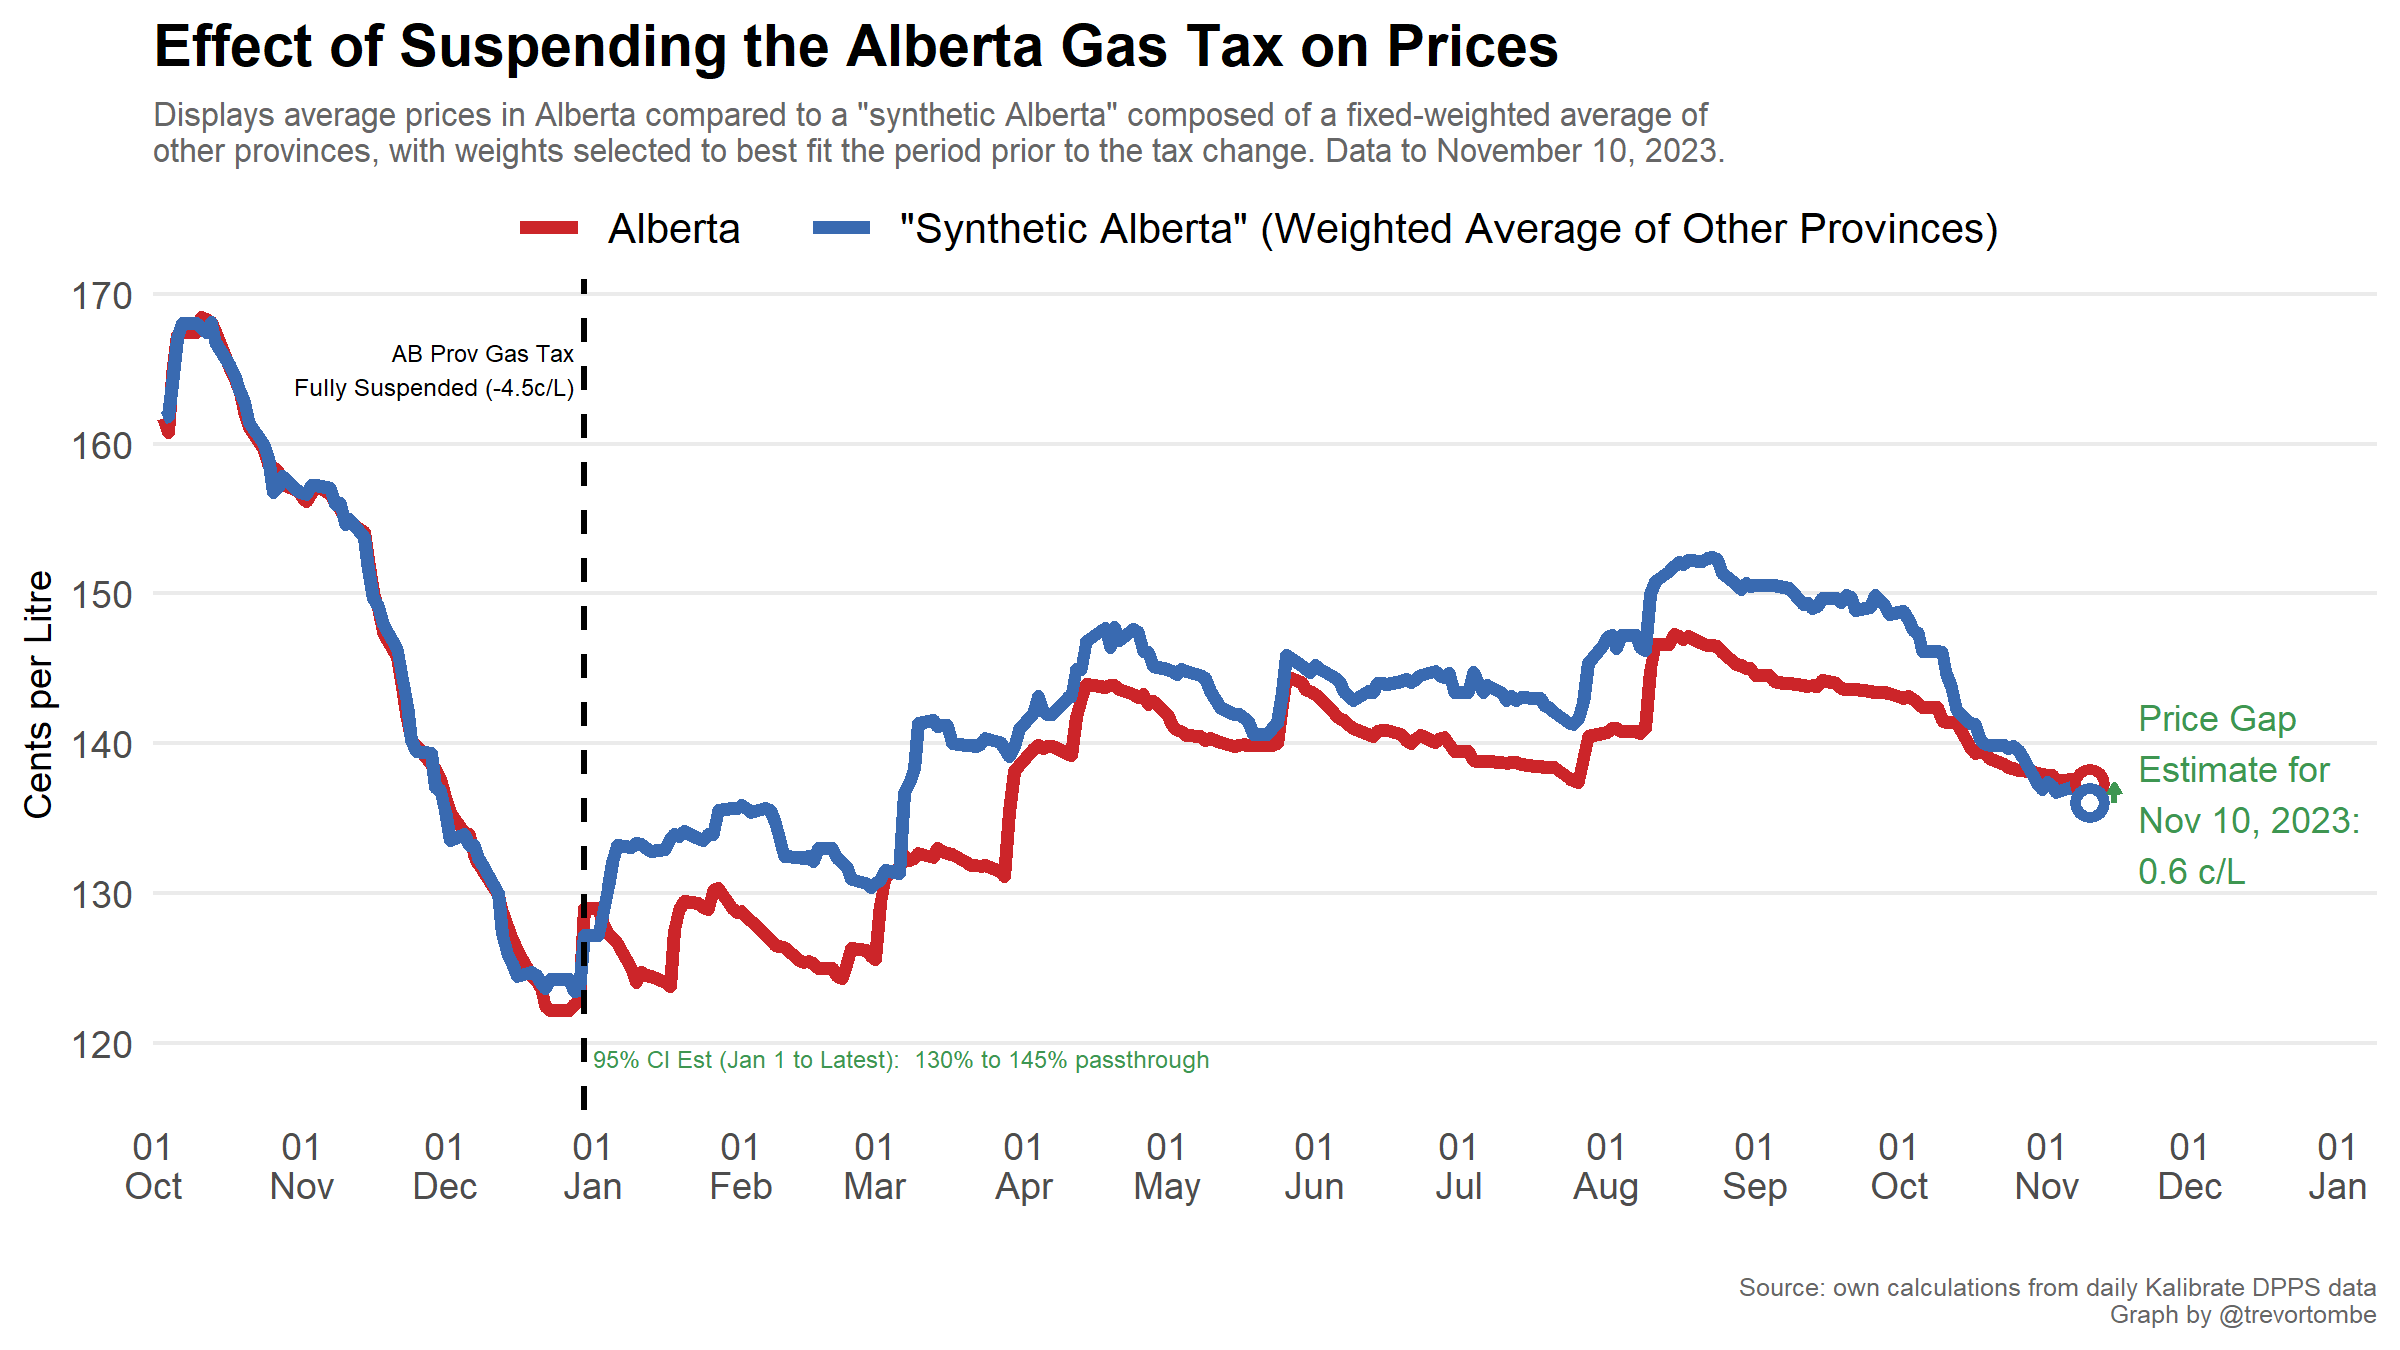 Effect of Suspending the Alberta Gas Tax on Prices
Displays average prices in Alberta compared to a "synthetic Alberta" composed of a fixed-weighted average of
other provinces, with weights selected to best fit the period prior to the tax change. Data to November 10, 2023.
Alberta
"Synthetic Alberta" (Weighted Average of Other Provinces)
170
160
150
140
130
120
Cents per Litre
AB Prov Gas Tax
Fully Suspended (-4.5c/L)
Price Gap
Estimate for
Nov 10, 2023:
0.6 c/L
95% CI Est (Jan 1 to Latest):  130% to 145% passthrough
01 01 01 01 01 01 01 01 01 01 01 01 01 01 01 01
Oct Nov Dec Jan Feb Mar Apr May Jun Jul Aug Sep Oct Nov Dec Jan
Source: own calculations from daily Kalibrate DPPS data
Graph by @trevortombe